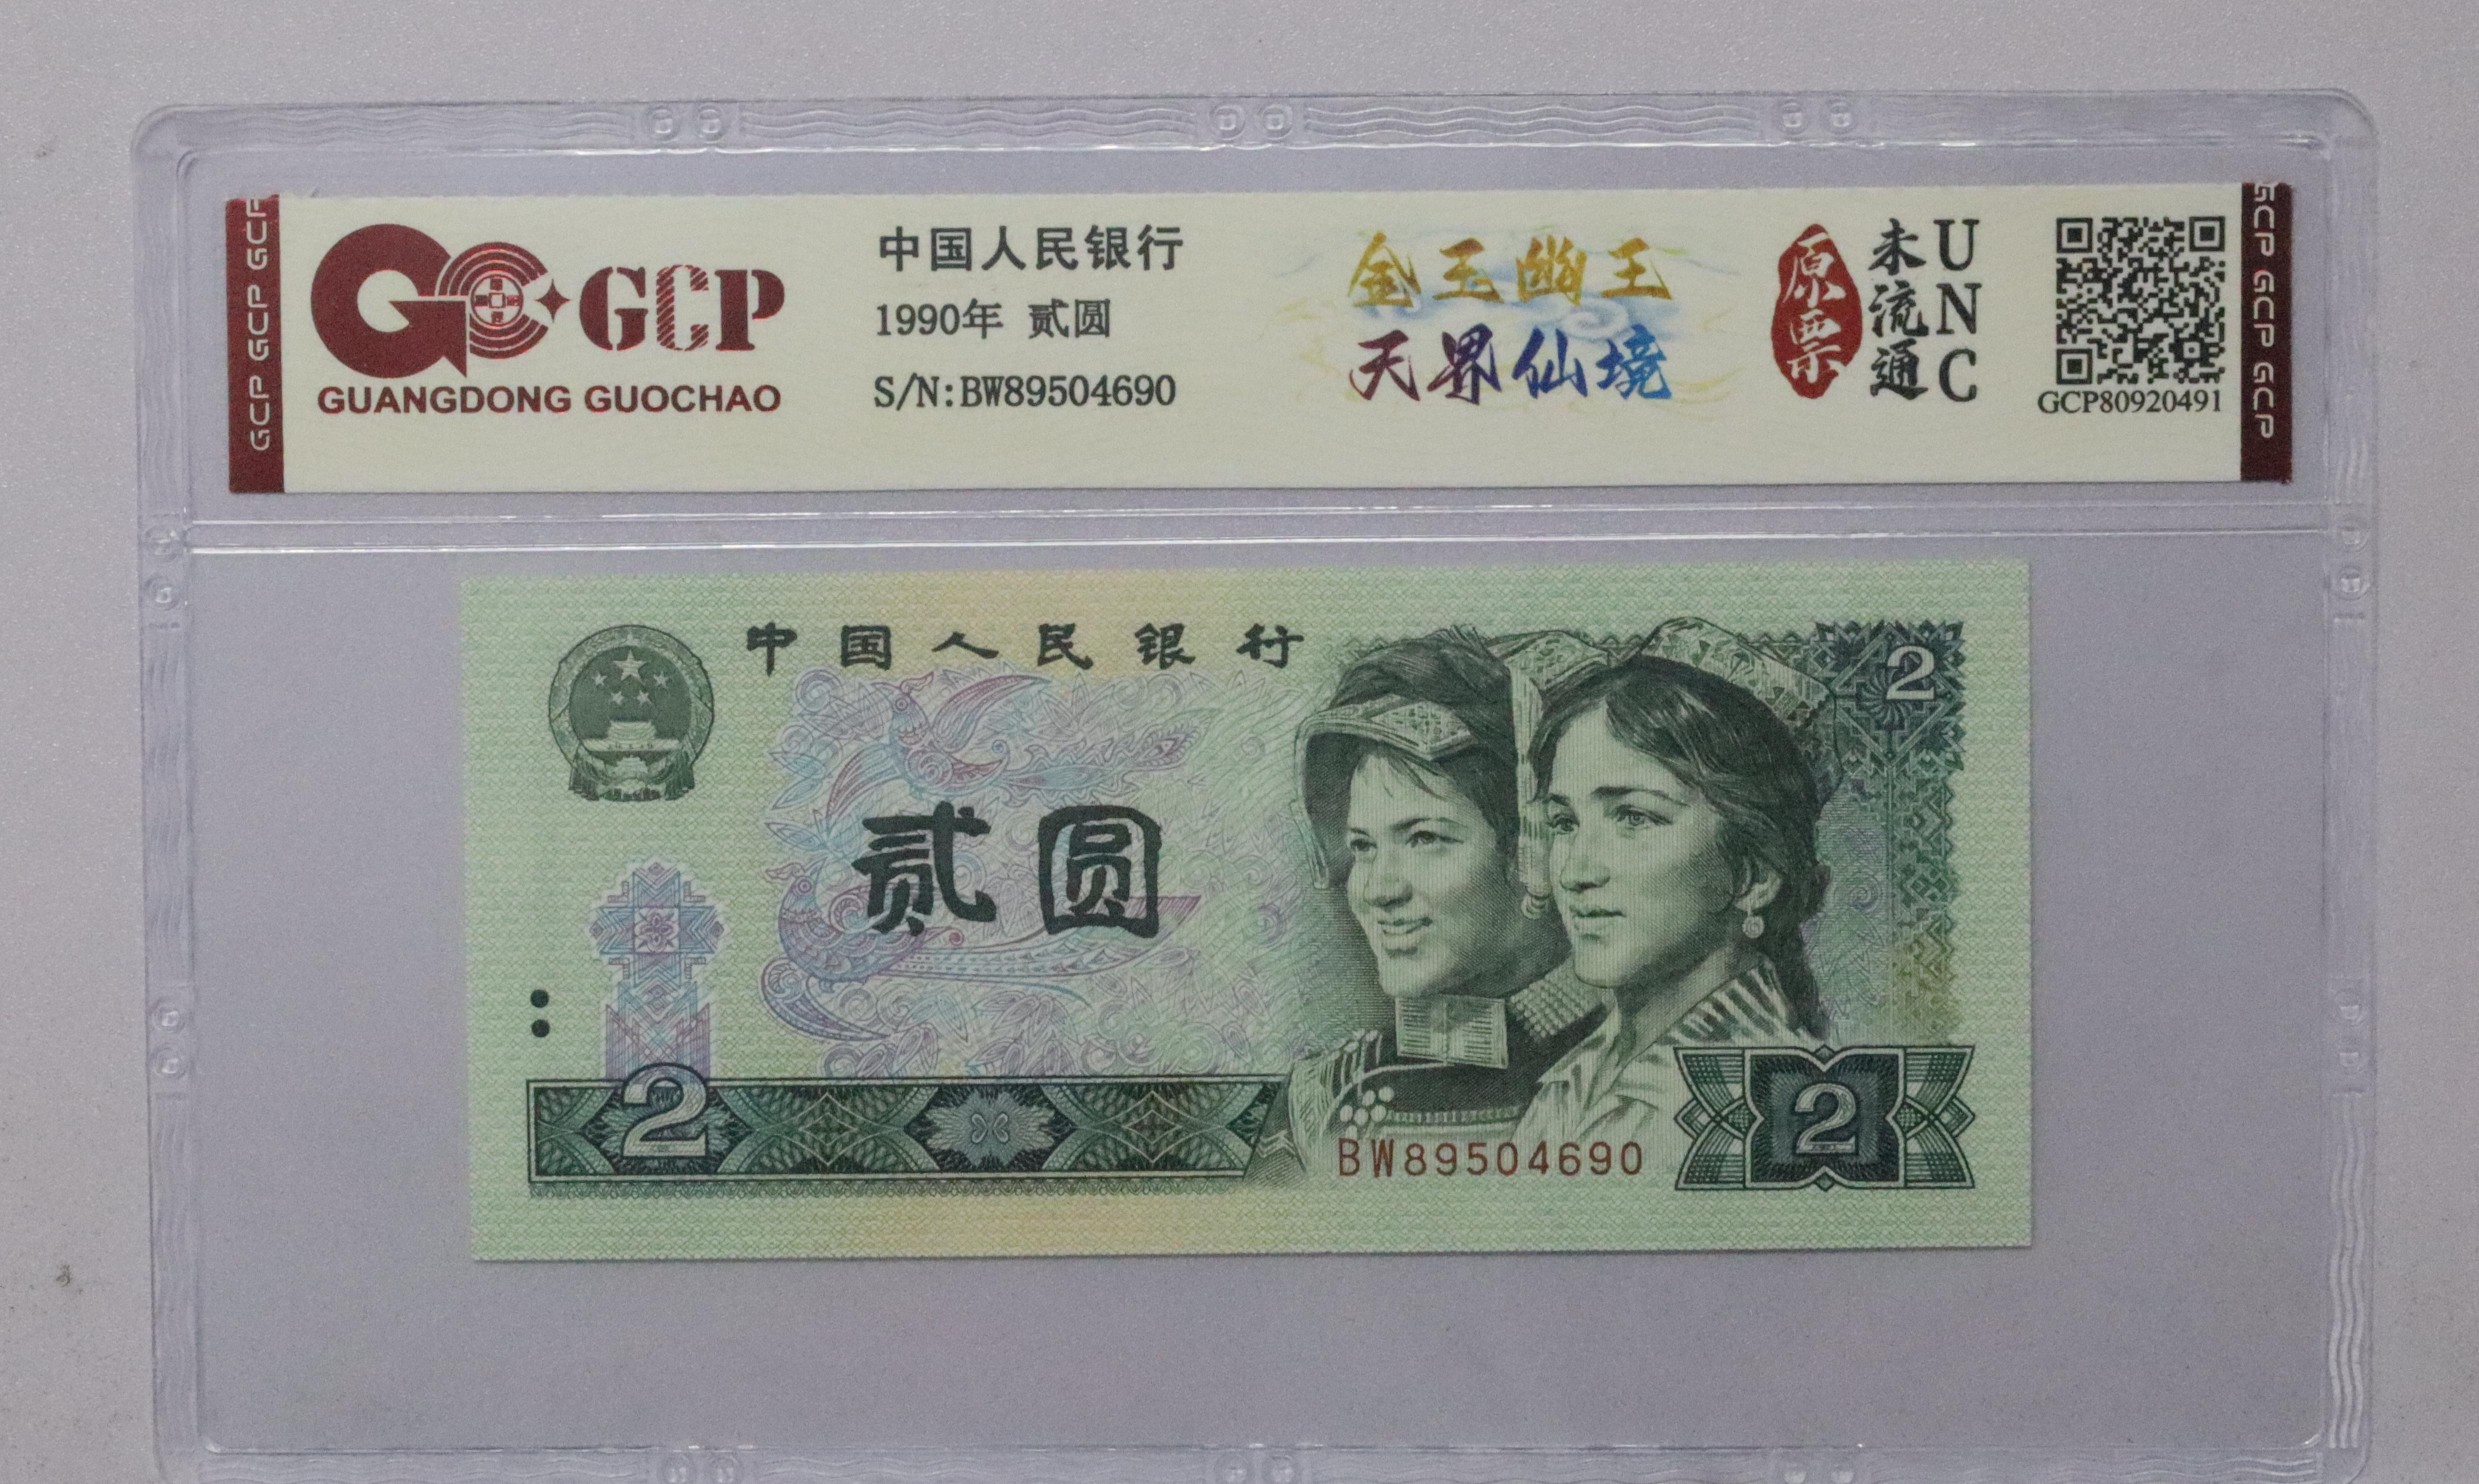 GCP GCP GCP
GCP
GUANGDONG GUOCHAO
中国人民银行
1990年 贰圆
S/N:BW89504690
金玉幽王
天界仙境
原票
未流通
UNC
GCP80920491
GCP GCP GCP
中国人民银行
2
贰圆
2
BW89504690
2